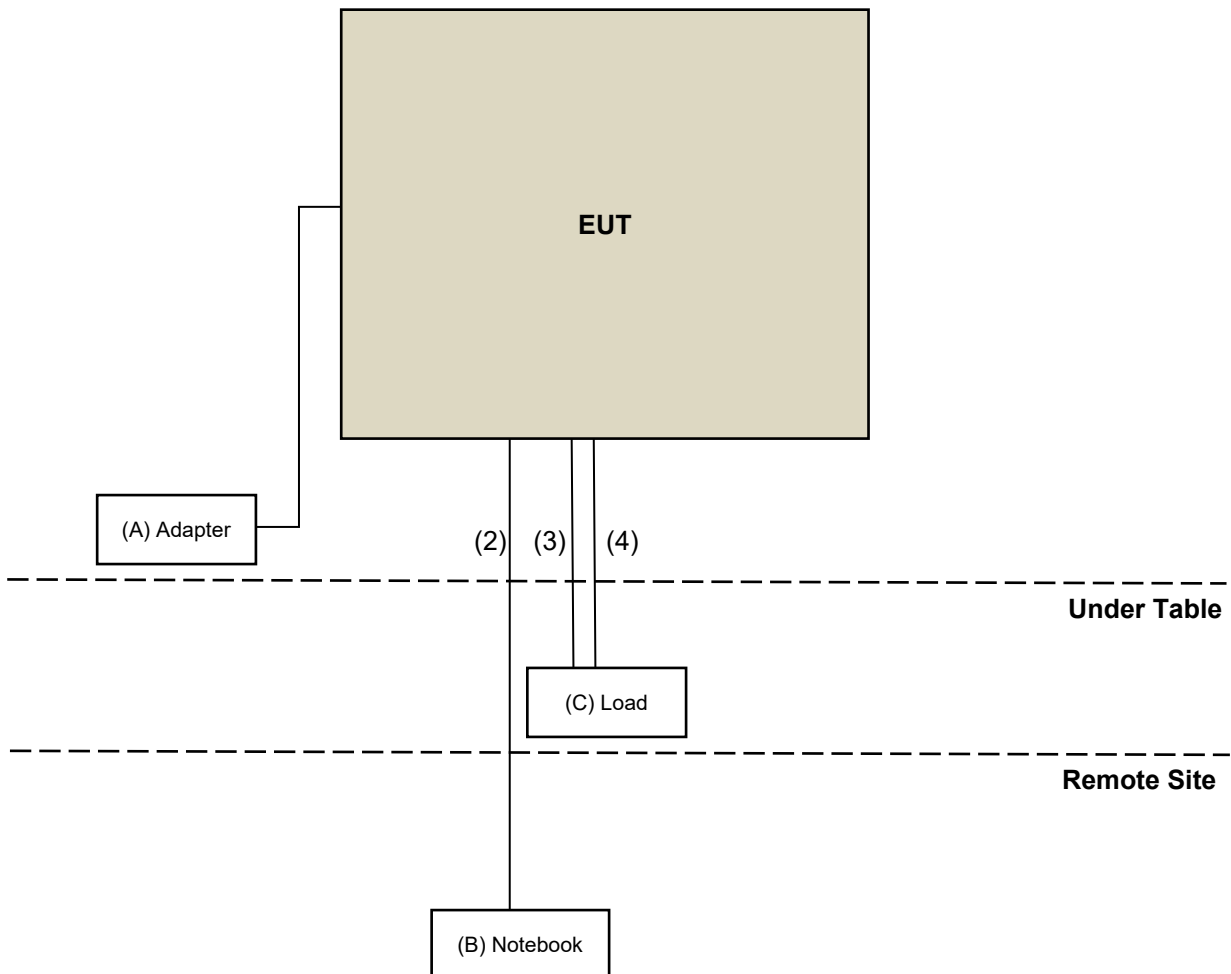 EUT
(A) Adapter
(2)
(3)
(4)
Under Table
(C) Load
Remote Site
(B) Notebook